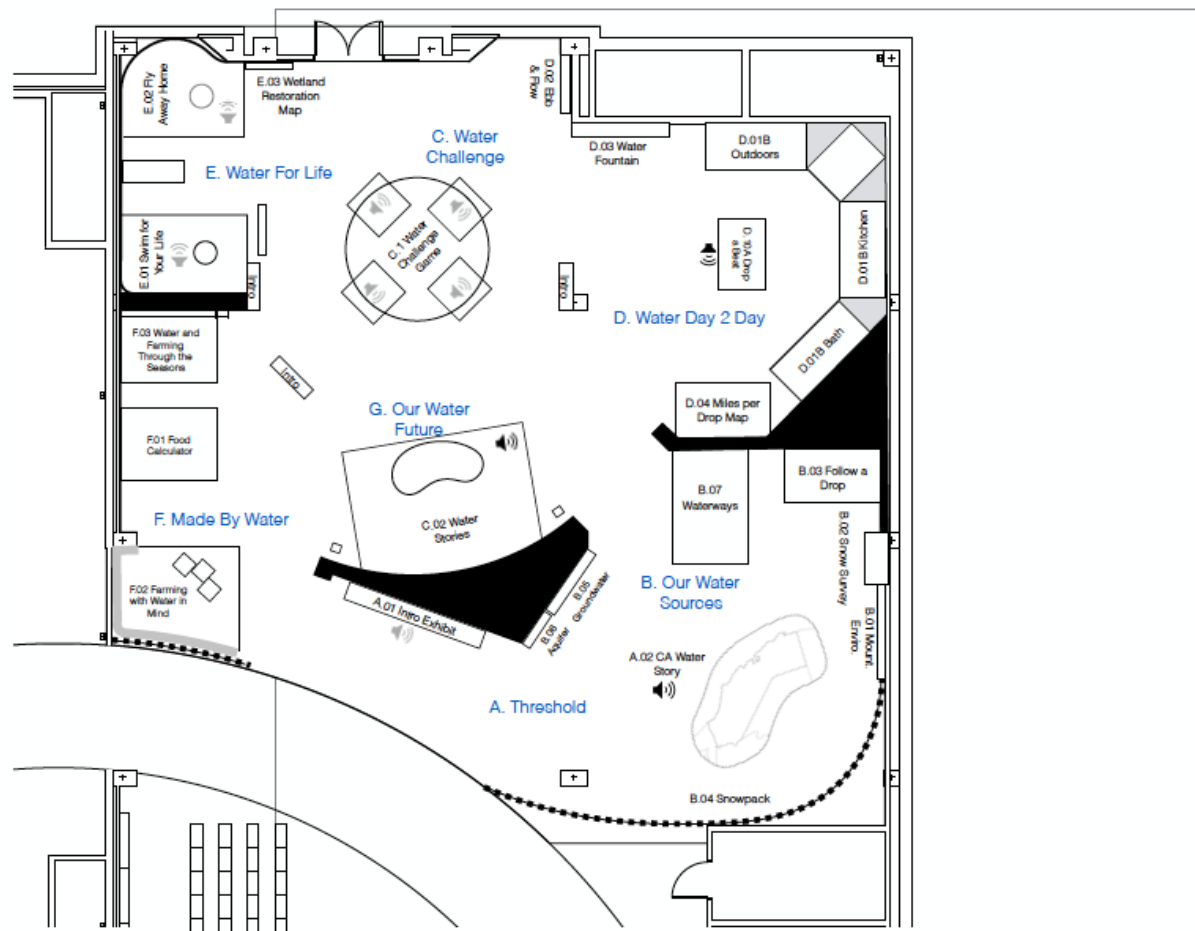 E.02 Fly
Away Home
E.03 Wetland
Restoration
Map
D.02 Ebb
& Flow
C. Water
Challenge
D.03 Water
Fountain
D.01B
Outdoors
E. Water For Life
C.1 Water
Challenge
Game
E.01 Swim for
Your Life
Intro
Intro
D.10A Drop
a Beat
D.01B Kitchen
D. Water Day 2 Day
D.01B Bath
F.03 Water and
Farming
Through the
Seasons
Intro
D.04 Miles per
Drop Map
G. Our Water
Future
F.01 Food
Calculator
B.03 Follow a
Drop
B.07
Waterways
F. Made By Water
C.02 Water
Stories
B.02 Snow Survey
F.02 Farming
with Water in
Mind
A.01 Intro Exhibit
B.05
Groundwater
B.06
Aquifer
B. Our Water
Sources
B.01 Mount.
Enviro.
A.02 CA Water
Story
A. Threshold
B.04 Snowpack